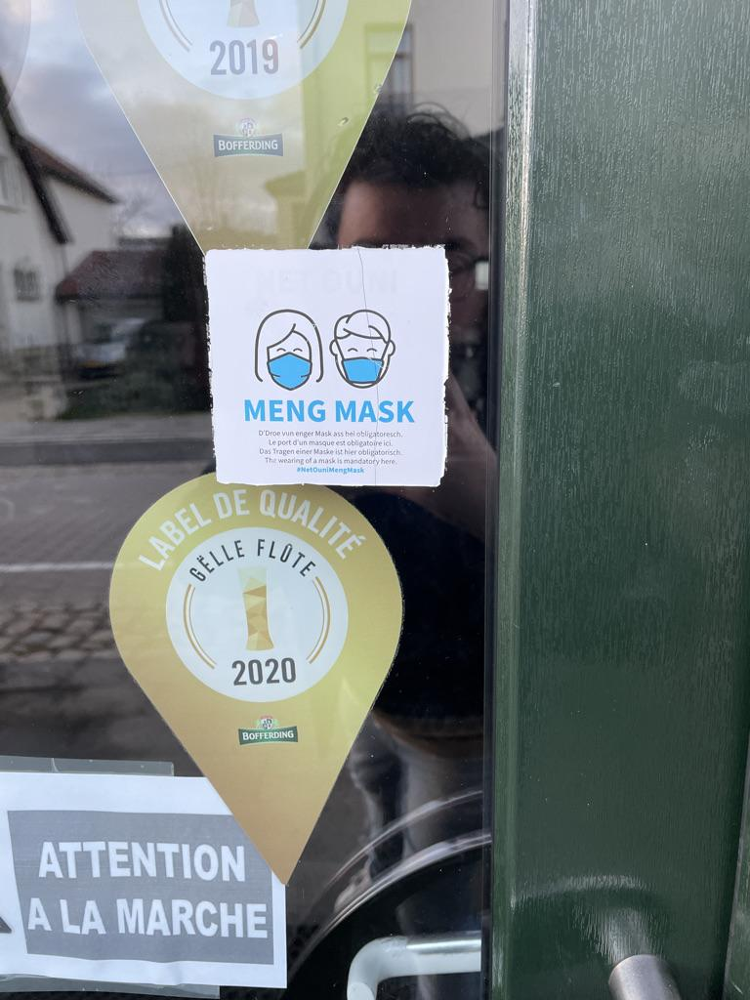 2019
BOFFERDING
NET OUNI
MENG MASK
D'Droe vun enger Mask ass hei obligatoresch.
Le port d'un masque est obligatoire ici.
Das Tragen einer Maske ist hier obligatorisch.
The wearing of a mask is mandatory here.
#NetOuniMengMask
LABEL DE QUALITÉ
GËLLE FLÛTE
2020
BOFFERDING
ATTENTION
A LA MARCHE